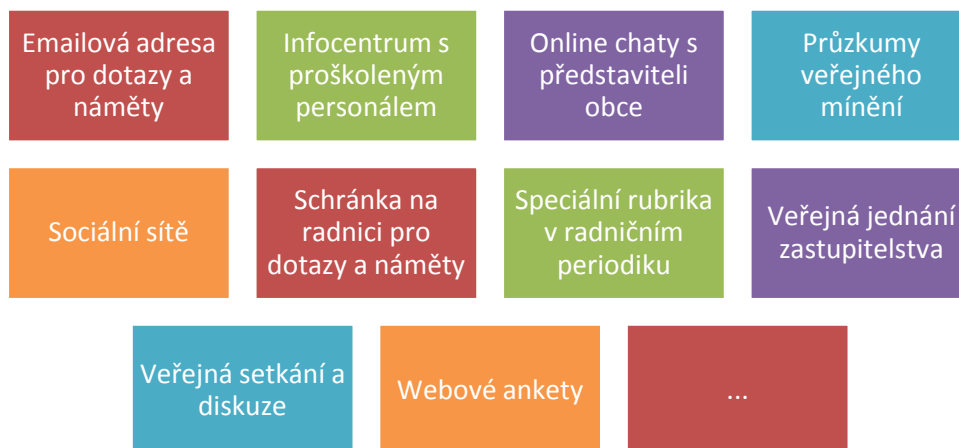 Emailová adresa
pro dotazy a
náměty
Infocentrum s
proškoleným
personálem
Online chaty s
představiteli
obce
Průzkumy
veřejného
mínění
Sociální sítě
Schránka na
radnici pro
dotazy a náměty
Speciální rubrika
v radničním
periodiku
Veřejná jednání
zastupitelstva
Veřejná setkání a
diskuze
Webové ankety
...